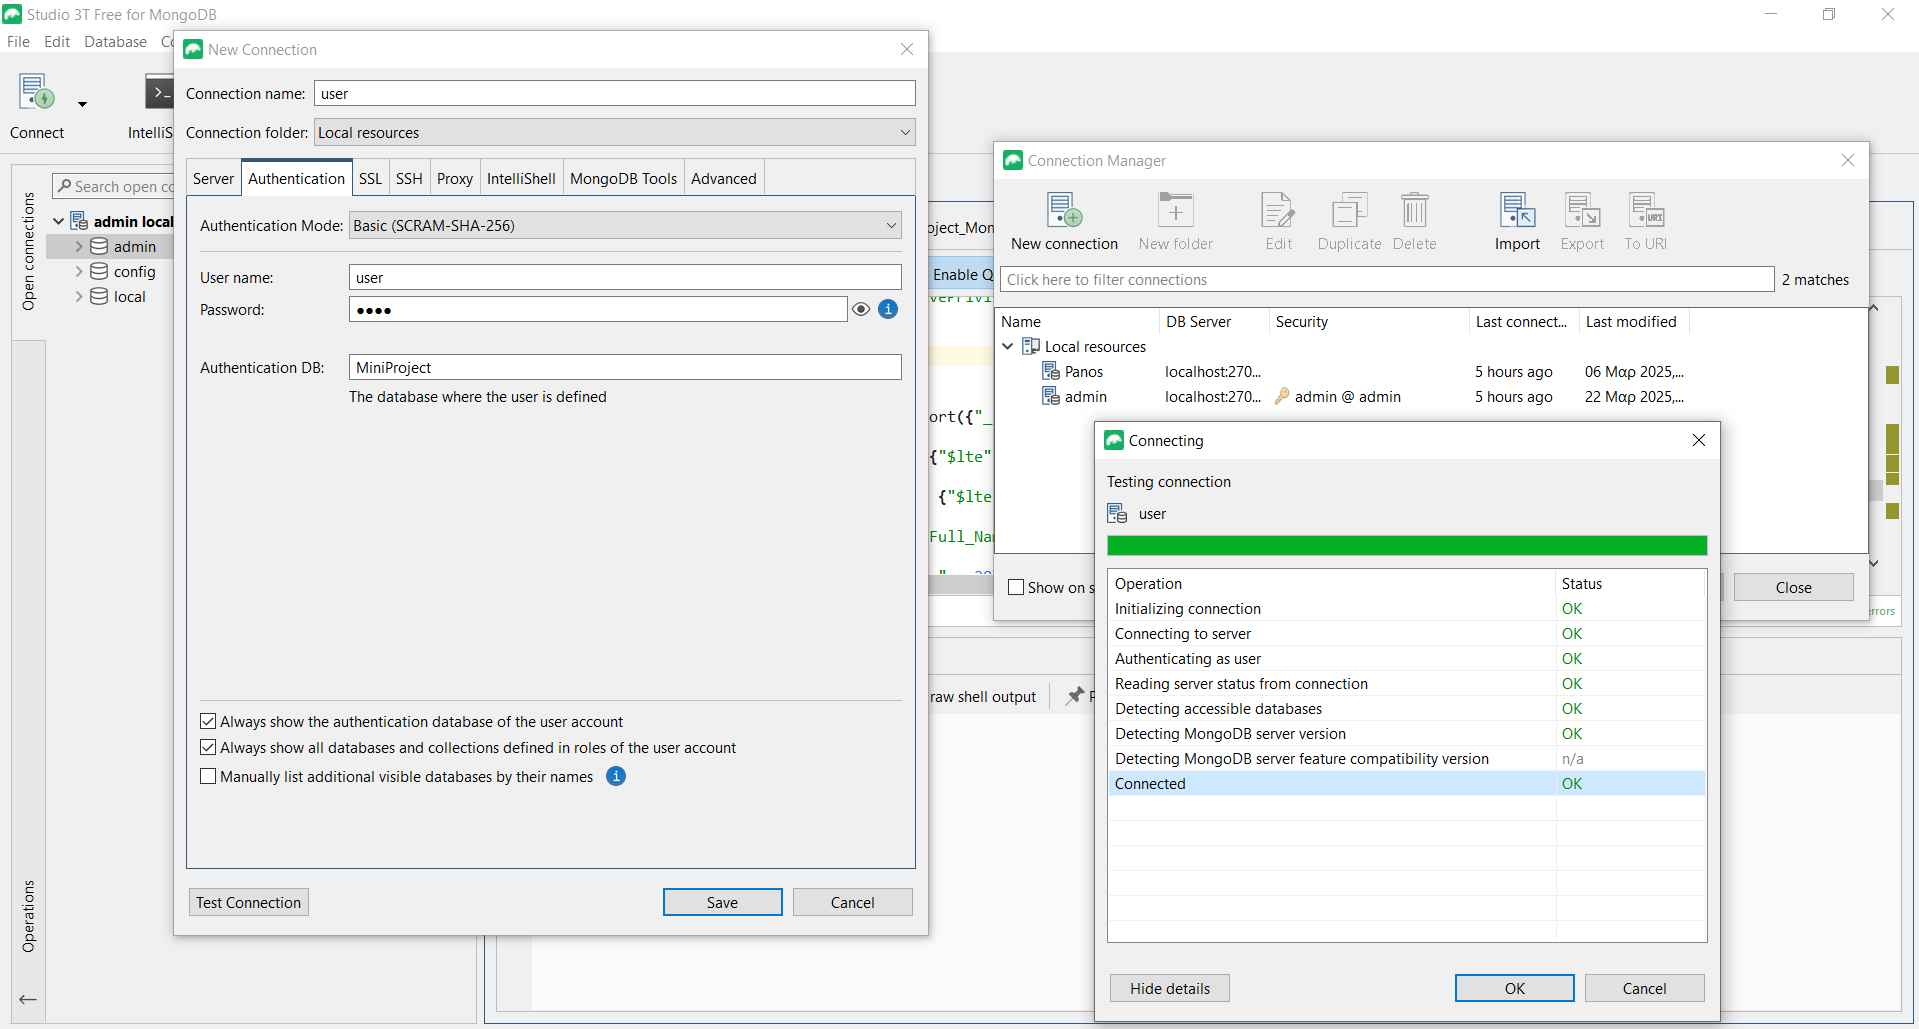 Studio 3T Free for MongoDB
File Edit Database
Connect
Search open
Open connections
admin local
admin
config
local
Operations
New Connection
Connection name: user
Connection folder: Local resources
Server Authentication SSL SSH Proxy IntelliShell MongoDB Tools Advanced
Authentication Mode: Basic (SCRAM-SHA-256)
User name: user
Password: ●●●●
Authentication DB: MiniProject
The database where the user is defined
Always show the authentication database of the user account
Always show all databases and collections defined in roles of the user account
Manually list additional visible databases by their names
Test Connection Save Cancel
Enable Q
ort({"_
{"$lte"
{"$lte
Full_Na
raw shell output
Connection Manager
New connection New folder Edit Duplicate Delete Import Export To URI
Click here to filter connections 2 matches
Name DB Server Security Last connect... Last modified
Local resources
Panos localhost:270... 5 hours ago 06 Μαρ 2025,...
admin localhost:270... admin @ admin 5 hours ago 22 Μαρ 2025,...
Show on s
Close
errors
Connecting
Testing connection
user
Operation Status
Initializing connection OK
Connecting to server OK
Authenticating as user OK
Reading server status from connection OK
Detecting accessible databases OK
Detecting MongoDB server version OK
Detecting MongoDB server feature compatibility version n/a
Connected OK
Hide details OK Cancel